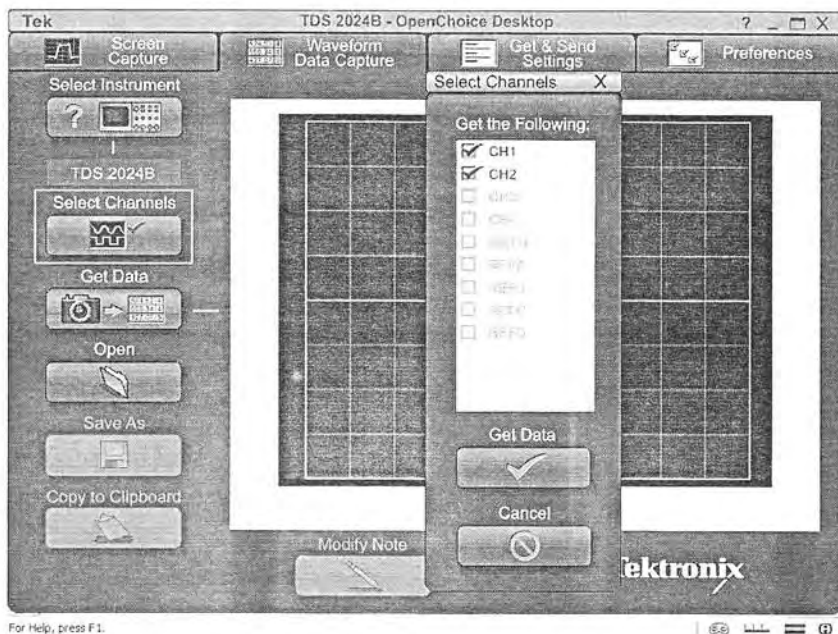 Tek
TDS 2024B - OpenChoice Desktop
? _ X
Screen
Capture
Waveform
Data Capture
Get & Send
Settings
Preferences
Select Instrument
?
TDS 2024B
Select Channels
Get Data
Open
Save As
Copy to Clipboard
Select Channels X
Get the Following:
CH1
CH2
Get Data
Cancel
Modify Note
Tektronix
For Help, press F1.